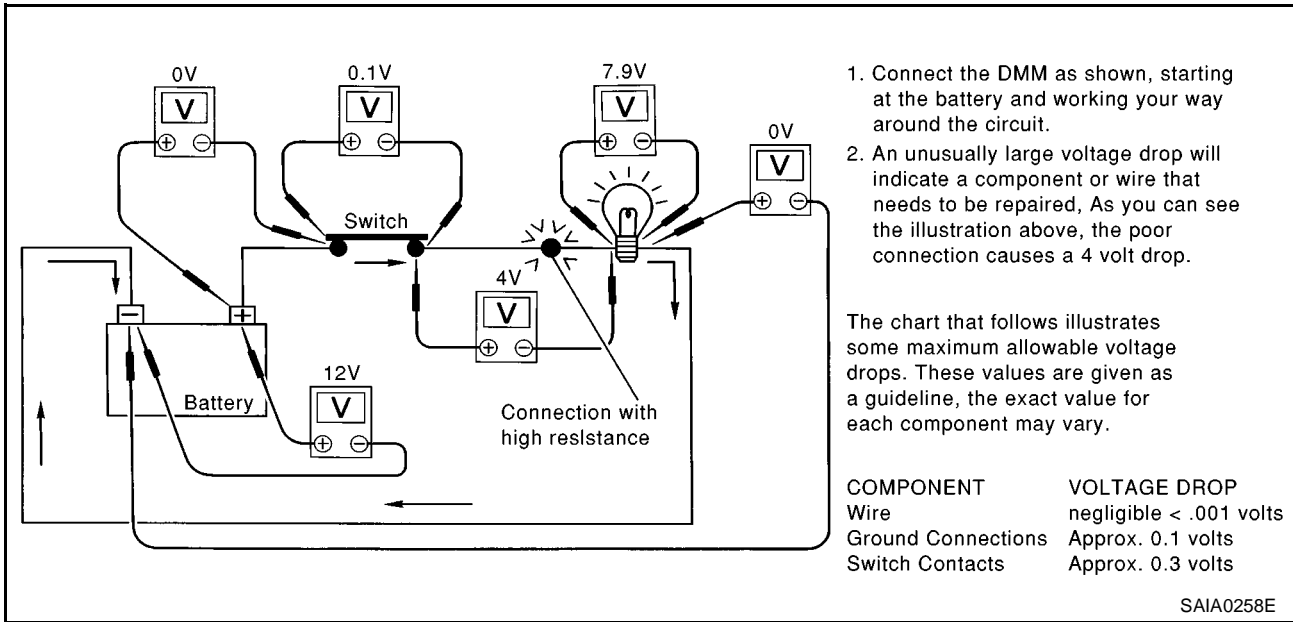 0V
0.1V
7.9V
0V
V
V
V
V
+ -
+ -
+ -
+ -
Switch
4V
V
+ -
- +
Battery
12V
V
+ -
Connection with
high reslstance
1. Connect the DMM as shown, starting
at the battery and working your way
around the circuit.
2. An unusually large voltage drop will
indicate a component or wire that
needs to be repaired, As you can see
the illustration above, the poor
connection causes a 4 volt drop.
The chart that follows illustrates
some maximum allowable voltage
drops. These values are given as
a guideline, the exact value for
each component may vary.
COMPONENT VOLTAGE DROP
Wire negligible < .001 volts
Ground Connections Approx. 0.1 volts
Switch Contacts Approx. 0.3 volts
SAIA0258E